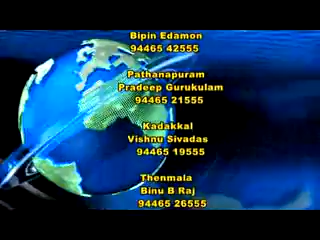 Bipin Edamon
94465 42555
Pathanapuram
Pradeep Gurukulam
94465 21555
Kadakkal
Vishnu Sivadas
94465 19555
Thenmala
Binu B Raj
94465 26555